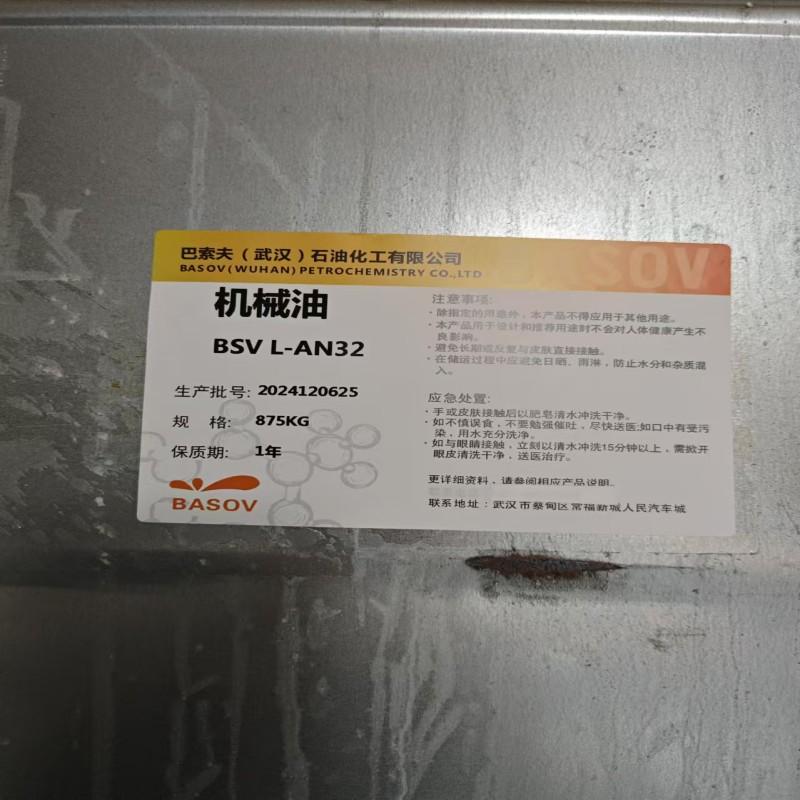 巴索夫（武汉）石油化工有限公司
BASOV(WUHAN) PETROCHEMISTRY CO.,LTD
SOV
机械油
BSV L-AN32
生产批号: 2024120625
规 格: 875KG
保质期: 1年
BASOV
注意事项:
· 除指定的用意外，本产品不得应用于其他用途。
· 本产品用于设计和推荐用途时不会对人体健康产生不
良影响。
· 避免长期或反复与皮肤直接接触。
· 在储运过程中应避免日晒、雨淋，防止水分和杂质混
入。
应急处置:
· 手或皮肤接触后以肥皂清水冲洗干净。
· 如不慎误食，不要勉强催吐，尽快送医;如口中有受污
染，用水充分洗净。
· 如与眼睛接触，立刻以清水冲洗15分钟以上，需掀开
眼皮清洗干净，送医治疗。
更详细资料，请参阅相应产品说明。
联系地址：武汉市蔡甸区常福新城人民汽车城